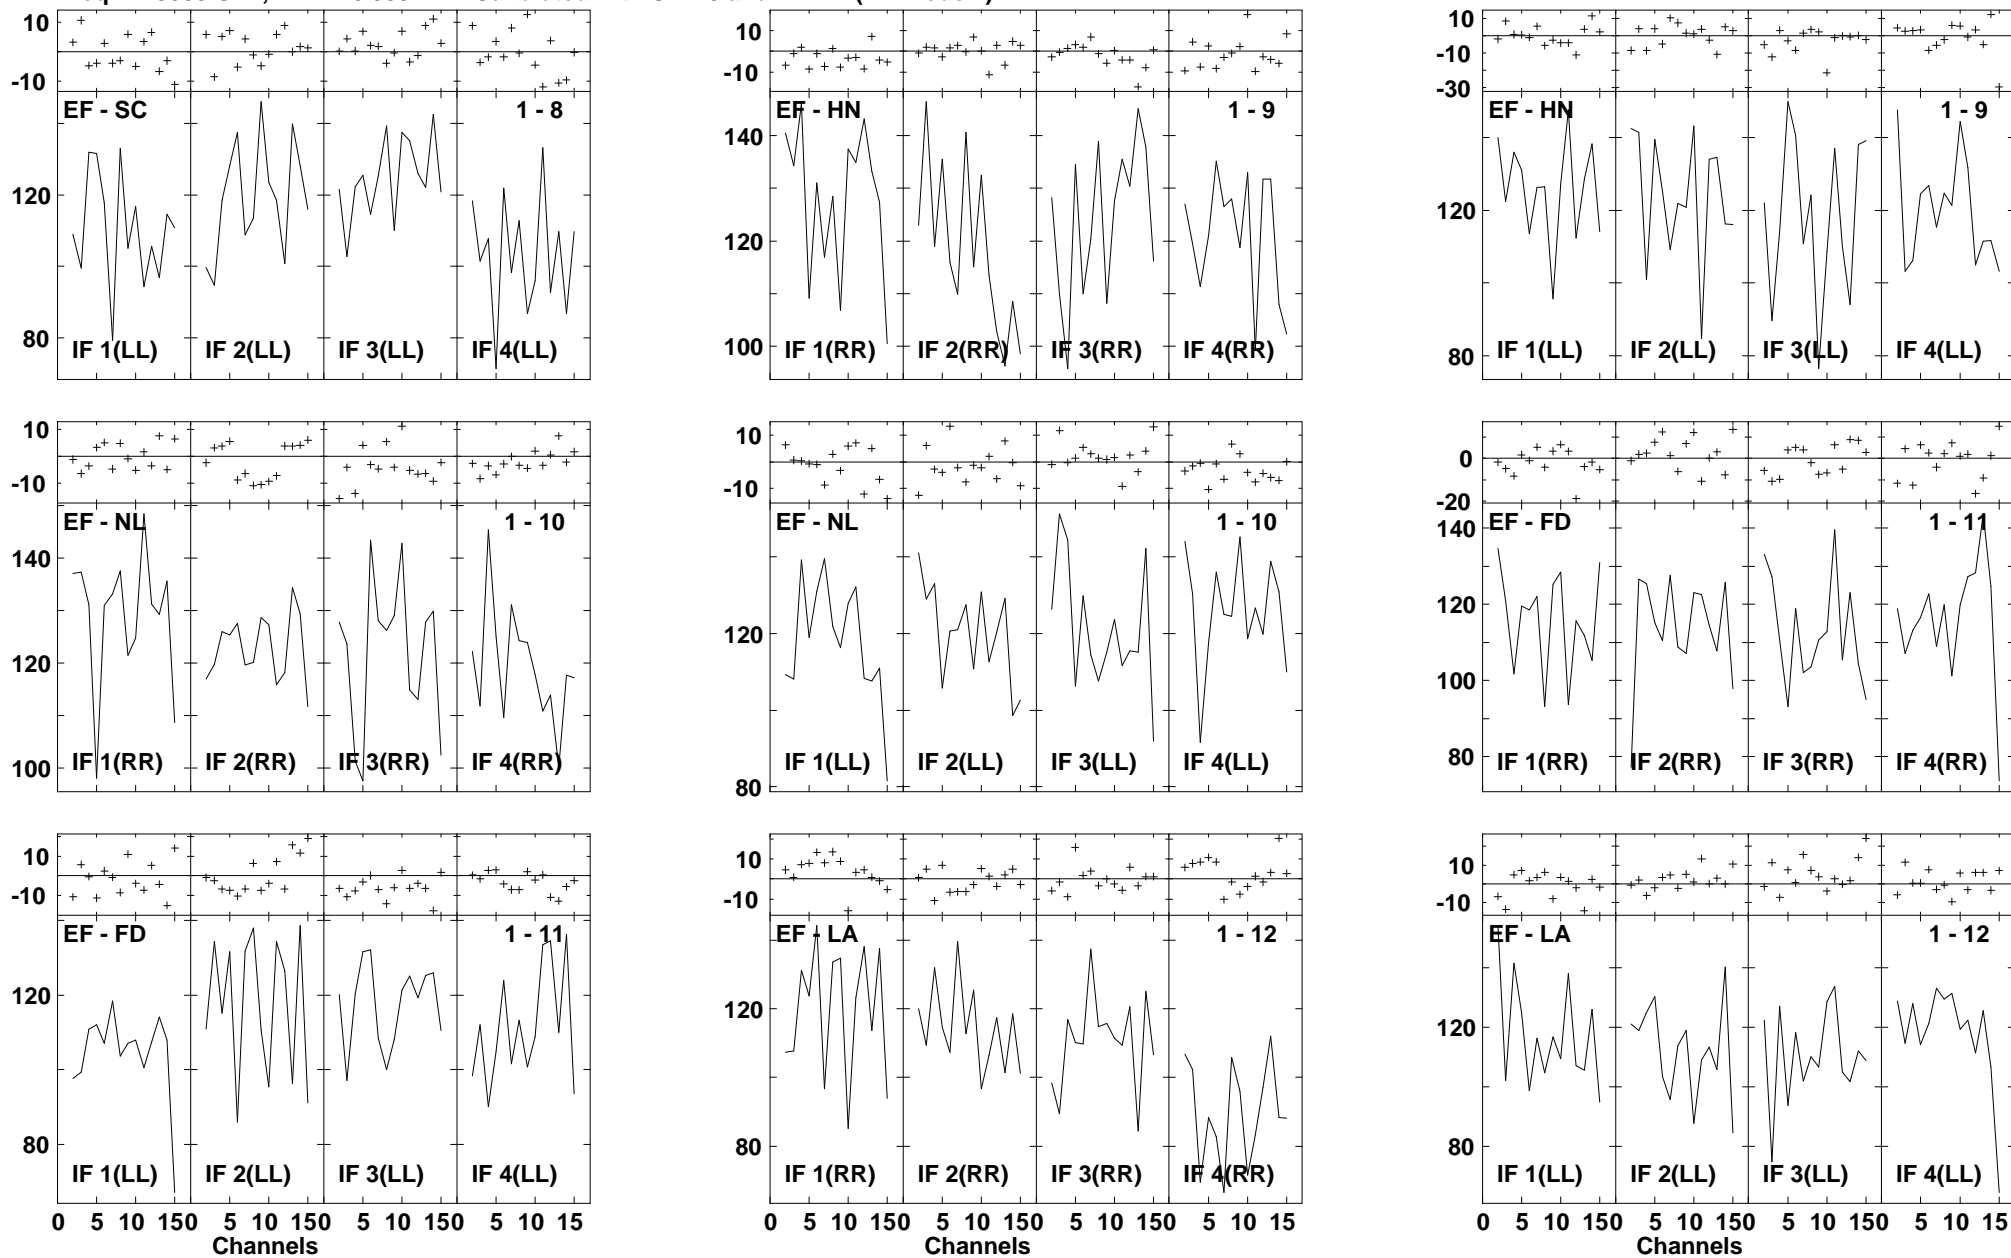 10
-10
EF - SC
1 - 8
120
80
IF 1(LL) IF 2(LL) IF 3(LL) IF 4(LL)
10
-10
EF - HN
1 - 9
140
120
100
IF 1(RR) IF 2(RR) IF 3(RR) IF 4(RR)
10
-10
-30
EF - HN
1 - 9
120
80
IF 1(LL) IF 2(LL) IF 3(LL) IF 4(LL)
10
-10
EF - NL
1 - 10
140
120
100
IF 1(RR) IF 2(RR) IF 3(RR) IF 4(RR)
10
-10
EF - NL
1 - 10
120
80
IF 1(LL) IF 2(LL) IF 3(LL) IF 4(LL)
0
-20
EF - FD
1 - 11
140
120
100
80
IF 1(RR) IF 2(RR) IF 3(RR) IF 4(RR)
10
-10
EF - FD
1 - 11
120
80
IF 1(LL) IF 2(LL) IF 3(LL) IF 4(LL)
0 5 10 150 5 10 150 5 10 150 5 10 15
Channels
10
-10
EF - LA
1 - 12
120
80
IF 1(RR) IF 2(RR) IF 3(RR) IF 4(RR)
0 5 10 150 5 10 150 5 10 150 5 10 15
Channels
10
-10
EF - LA
1 - 12
120
80
IF 1(LL) IF 2(LL) IF 3(LL) IF 4(LL)
0 5 10 150 5 10 150 5 10 150 5 10 15
Channels